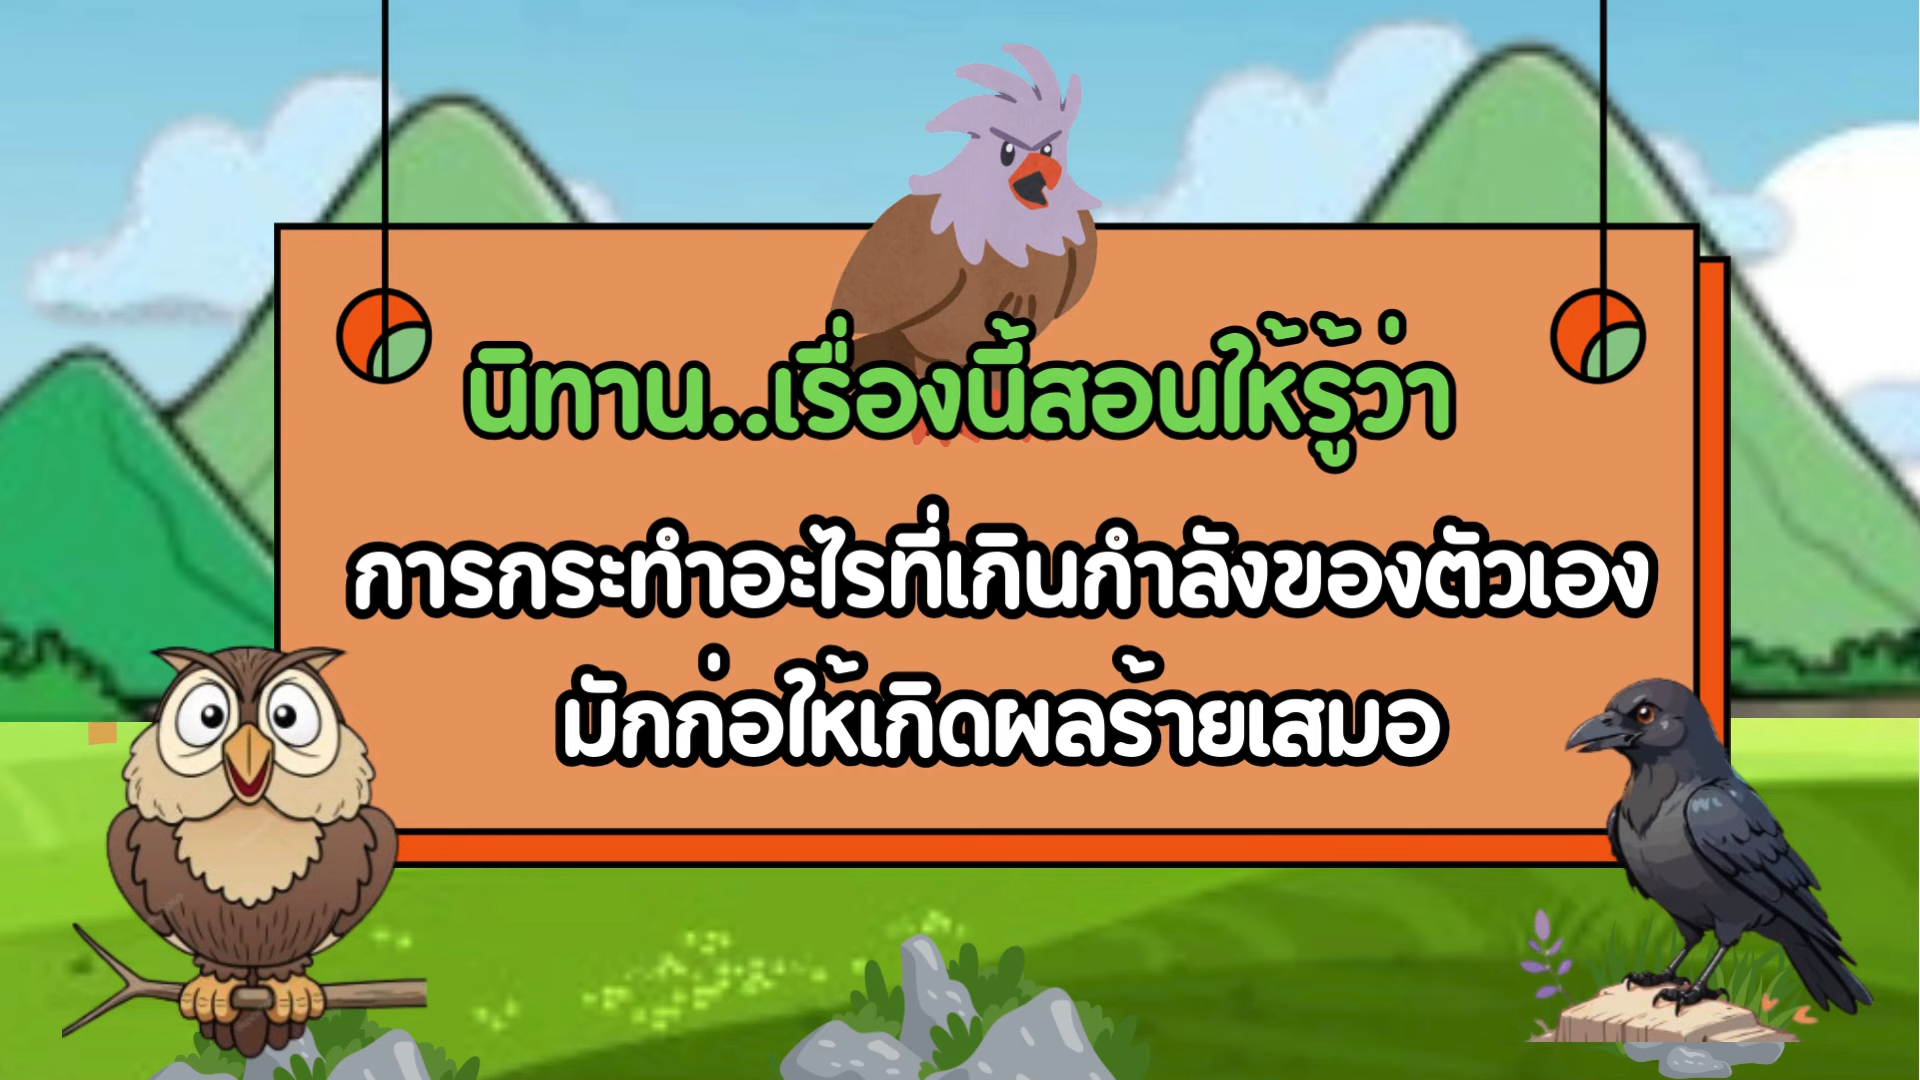 นิทาน..เรื่องนี้สอนให้รู้ว่า
การกระทำอะไรที่เกินกำลังของตัวเอง
มักก่อให้เกิดผลร้ายเสมอ